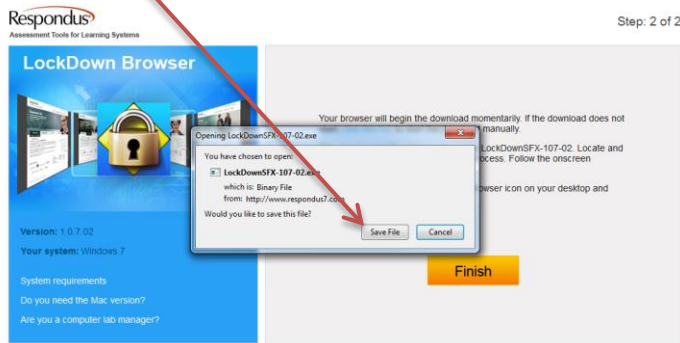 Respondus
Assessment Tools for Learning Systems
Step: 2 of 2
LockDown Browser
Your browser will begin the download momentarily. If the download does not
manually.
LockDownSFX-107-02. Locate and
ocess. Follow the onscreen
owser icon on your desktop and
Opening LockDownSFX-107-02.exe
You have chosen to open:
LockDownSFX-107-02.exe
which is: Binary File
from: http://www.respondus7.com
Would you like to save this file?
Save File
Cancel
Version: 1.0.7.02
Your system: Windows 7
System requirements
Do you need the Mac version?
Are you a computer lab manager?
Finish